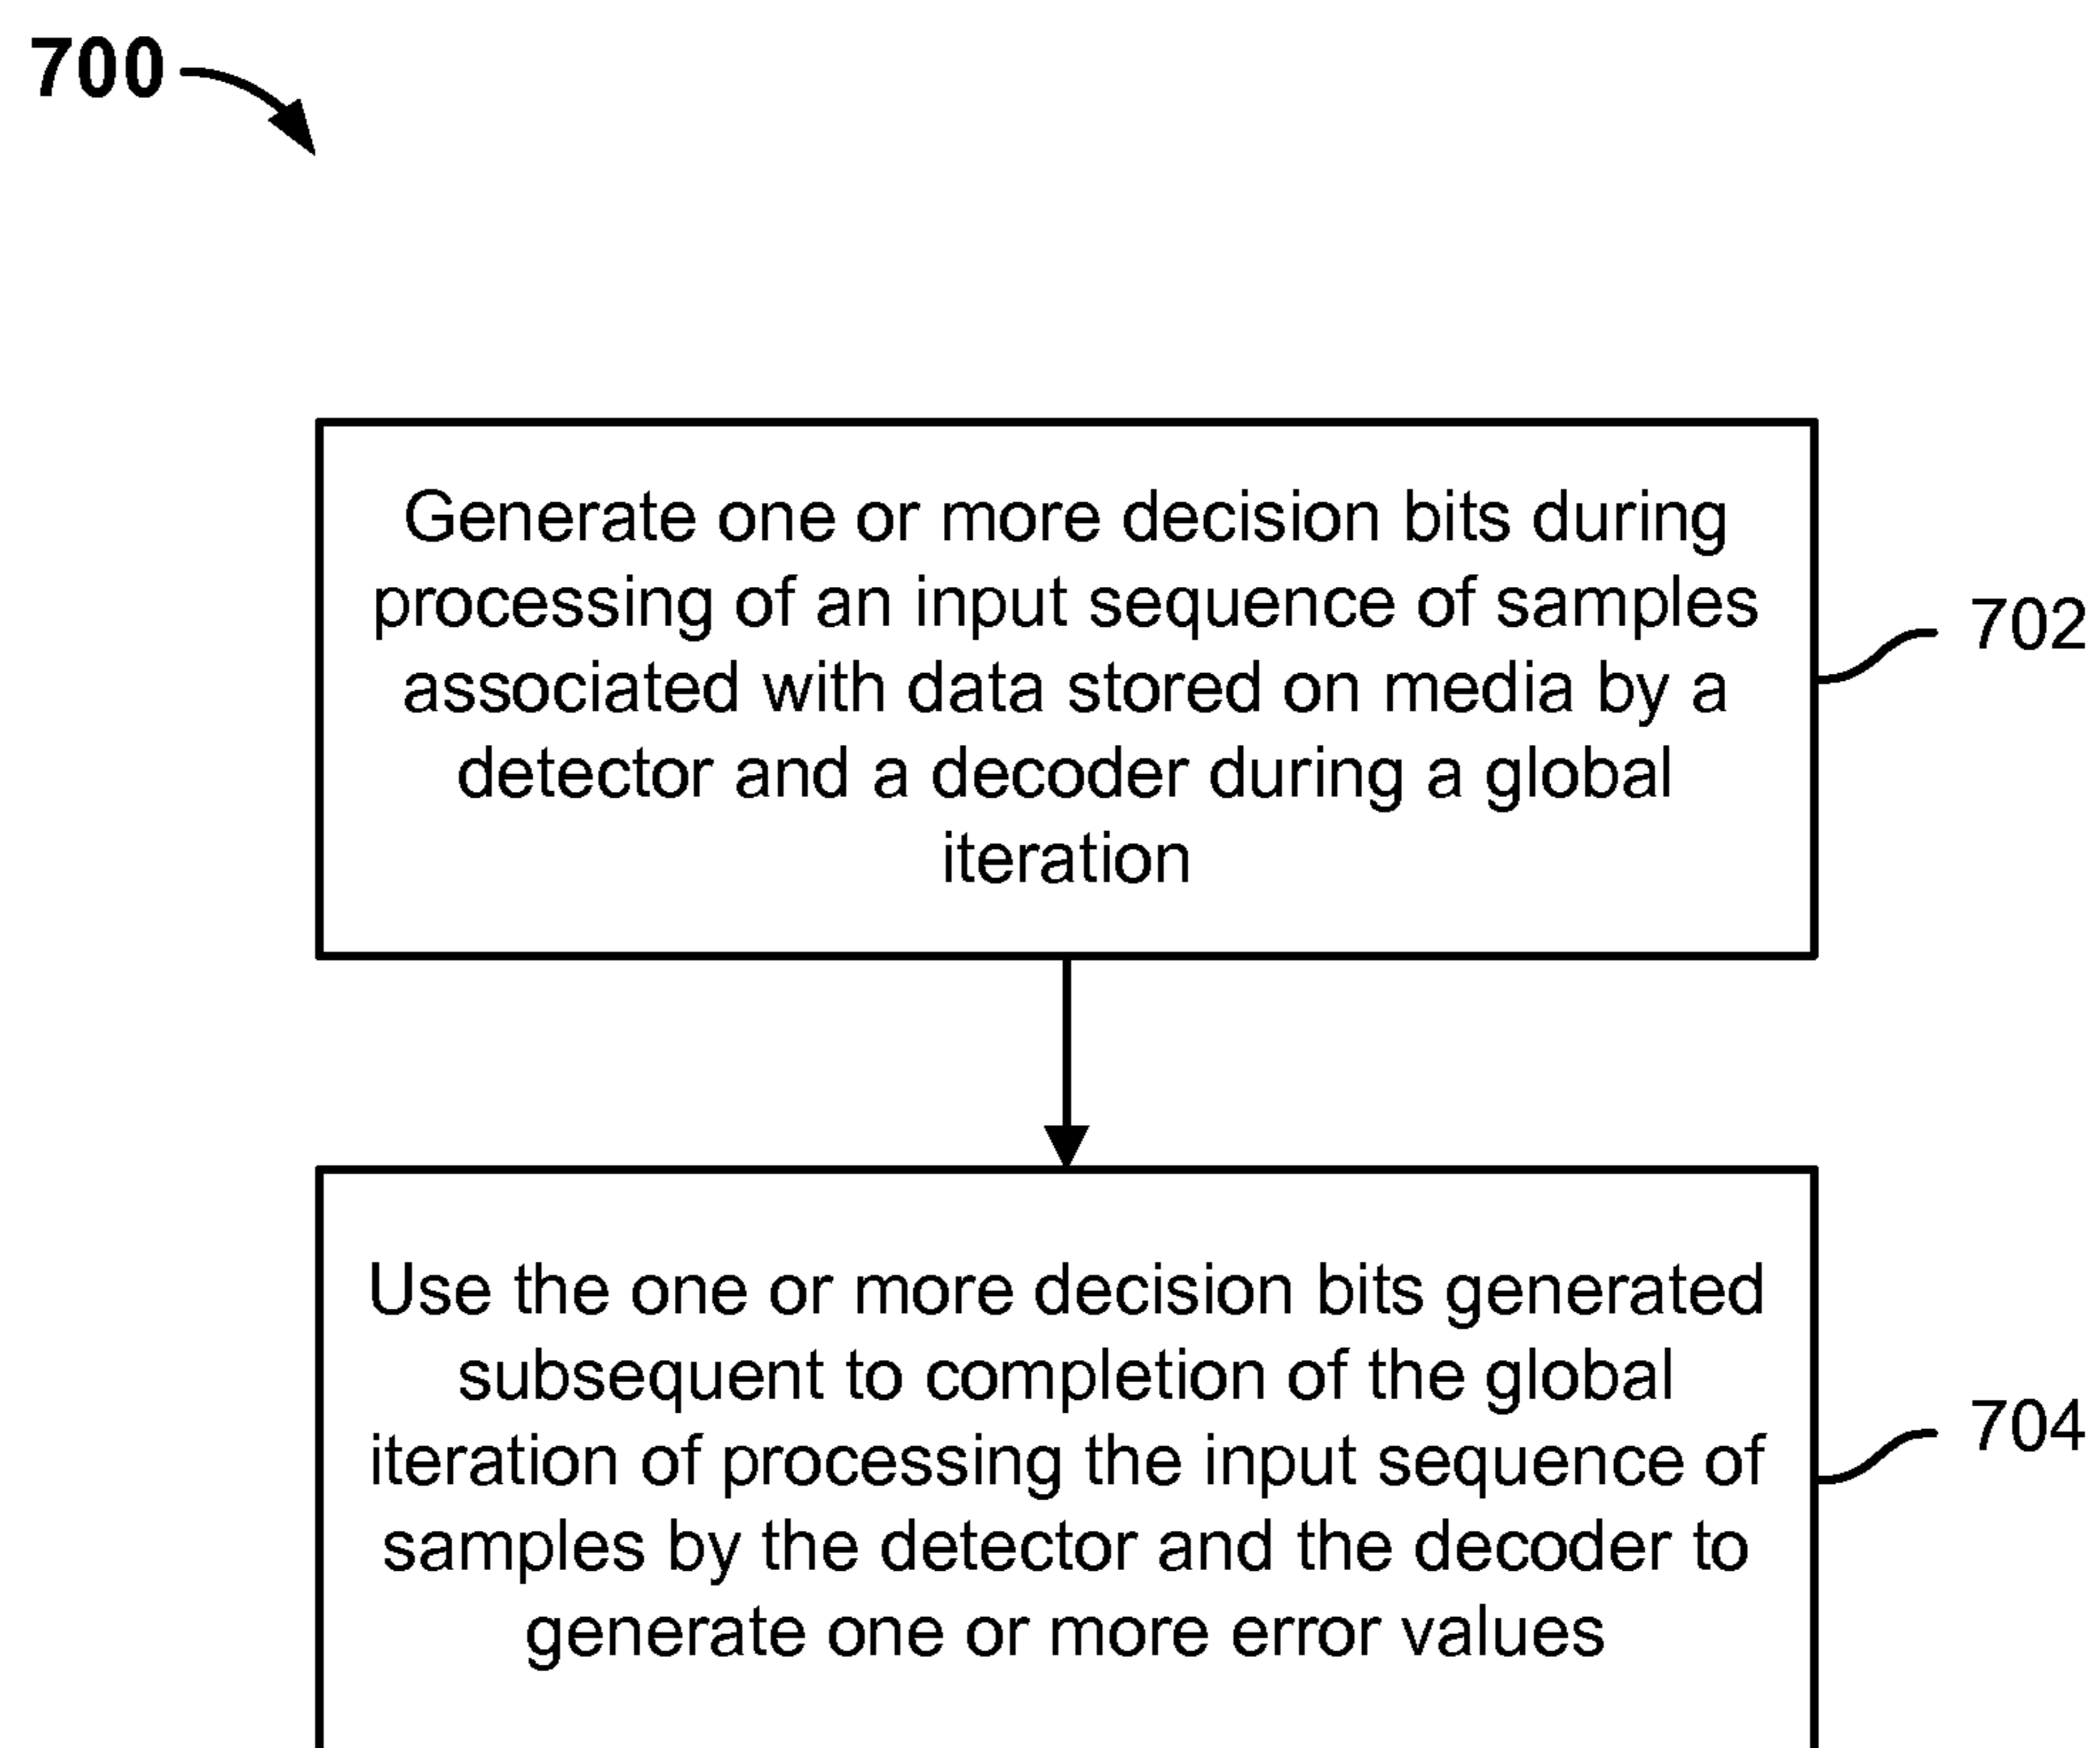 700
Generate one or more decision bits during
processing of an input sequence of samples
associated with data stored on media by a
detector and a decoder during a global
iteration
702
Use the one or more decision bits generated
subsequent to completion of the global
iteration of processing the input sequence of
samples by the detector and the decoder to
generate one or more error values
704